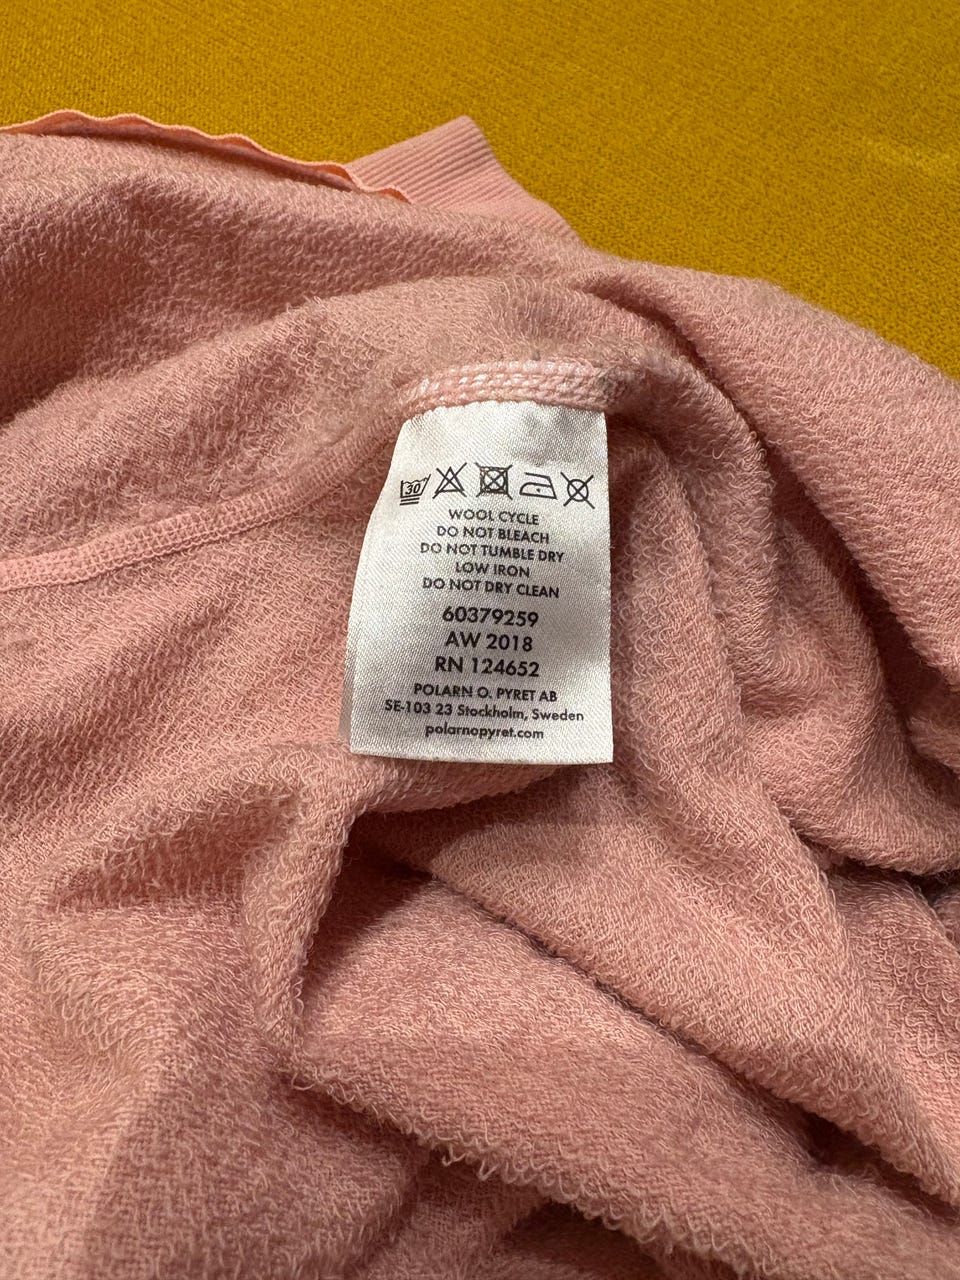 30
WOOL CYCLE
DO NOT BLEACH
DO NOT TUMBLE DRY
LOW IRON
DO NOT DRY CLEAN
60379259
AW 2018
RN 124652
POLARN O. PYRET AB
SE-103 23 Stockholm, Sweden
polarnopyret.com